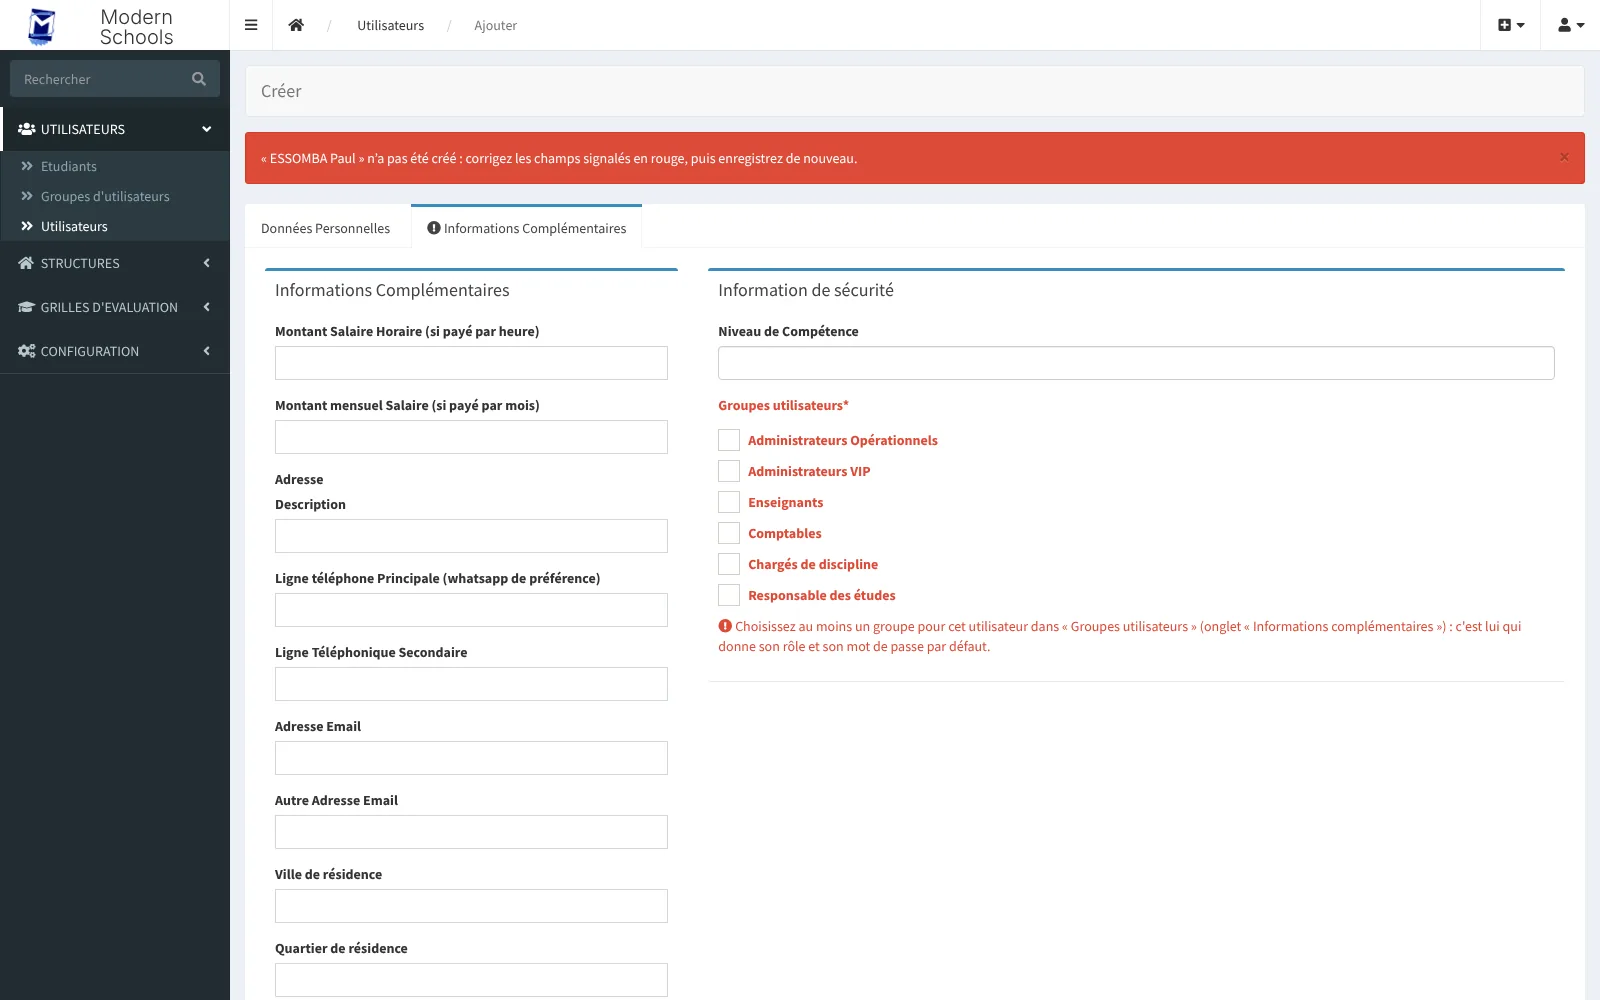 Modern
Schools
Utilisateurs
Ajouter
Rechercher
UTILISATEURS
Etudiants
Groupes d'utilisateurs
Utilisateurs
STRUCTURES
GRILLES D'EVALUATION
CONFIGURATION
Créer
« ESSOMBA Paul » n’a pas été créé : corrigez les champs signalés en rouge, puis enregistrez de nouveau.
×
Données Personnelles
Informations Complémentaires
Informations Complémentaires
Montant Salaire Horaire (si payé par heure)
Montant mensuel Salaire (si payé par mois)
Adresse
Description
Ligne téléphone Principale (whatsapp de préférence)
Ligne Téléphonique Secondaire
Adresse Email
Autre Adresse Email
Ville de résidence
Quartier de résidence
Information de sécurité
Niveau de Compétence
Groupes utilisateurs*
Administrateurs Opérationnels
Administrateurs VIP
Enseignants
Comptables
Chargés de discipline
Responsable des études
Choisissez au moins un groupe pour cet utilisateur dans « Groupes utilisateurs » (onglet « Informations complémentaires ») : c'est lui qui
donne son rôle et son mot de passe par défaut.